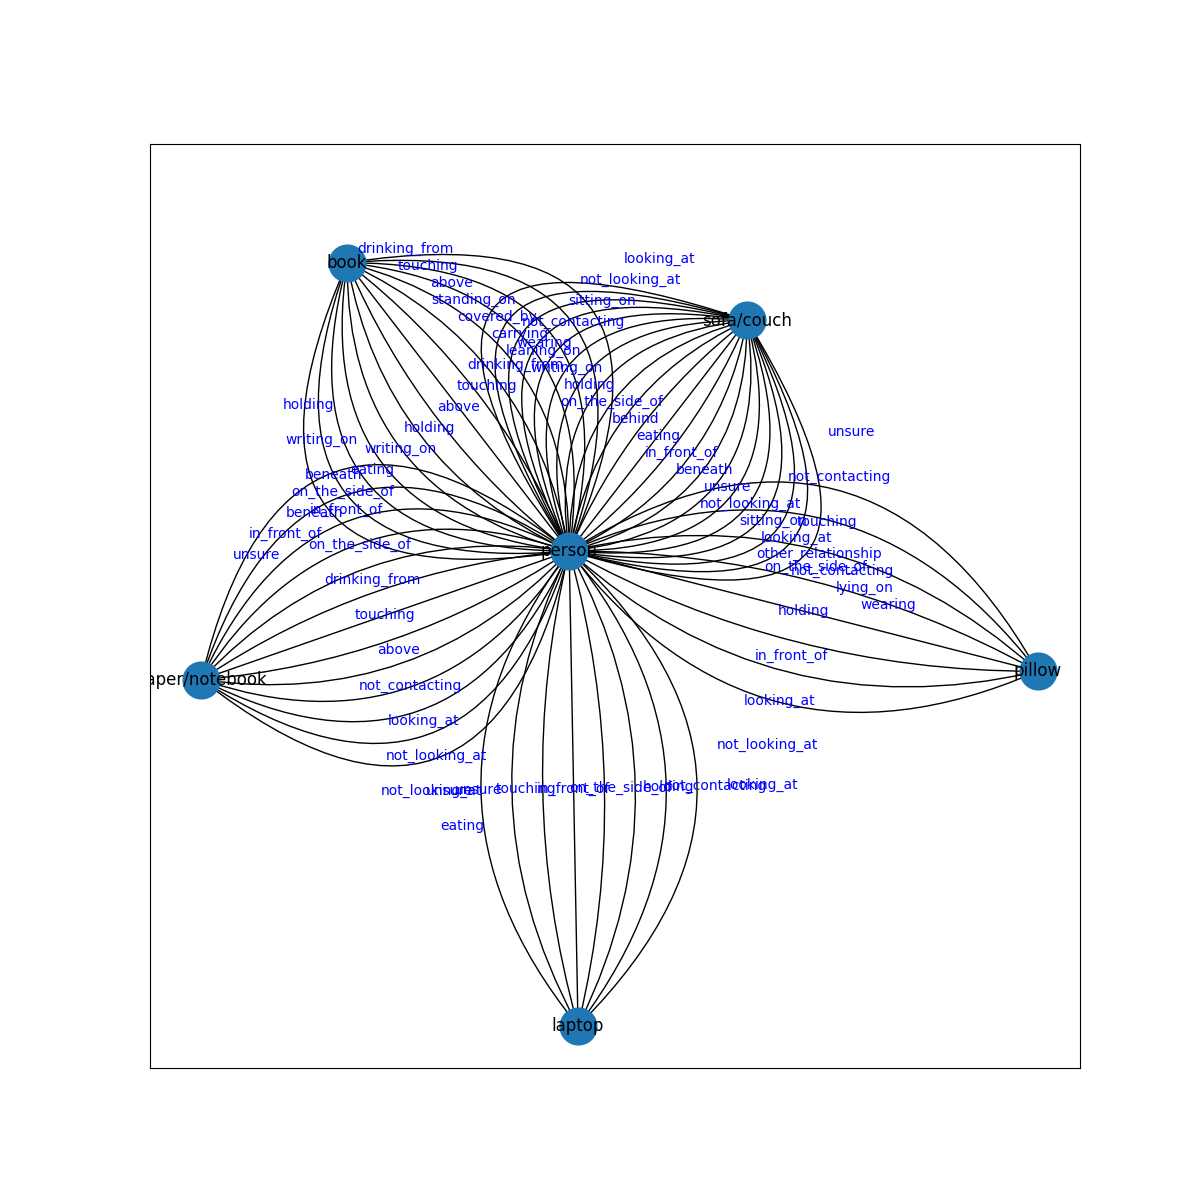 drinking_from
book
touching
looking_at
above
not_looking_at
standing_on
sitting_on
covered_by
not_contacting
sofa/couch
carrying
wearing
leaning_on
drinking_from
writing_on
touching
holding
holding
above
on_the_side_of
behind
holding
unsure
writing_on
eating
writing_on
in_front_of
eating
beneath
beneath
not_contacting
on_the_side_of
unsure
in_front_of
not_looking_at
beneath
sitting_on
touching
in_front_of
looking_at
on_the_side_of
person
unsure
other_relationship
on_the_side_of
not_contacting
drinking_from
lying_on
wearing
touching
holding
above
in_front_of
pillow
aper/notebook
not_contacting
looking_at
looking_at
not_looking_at
not_looking_at
not_looking_at
unsure
unsure
touching
in_front_of
on_the_side_of
holding
not_contacting
looking_at
eating
laptop